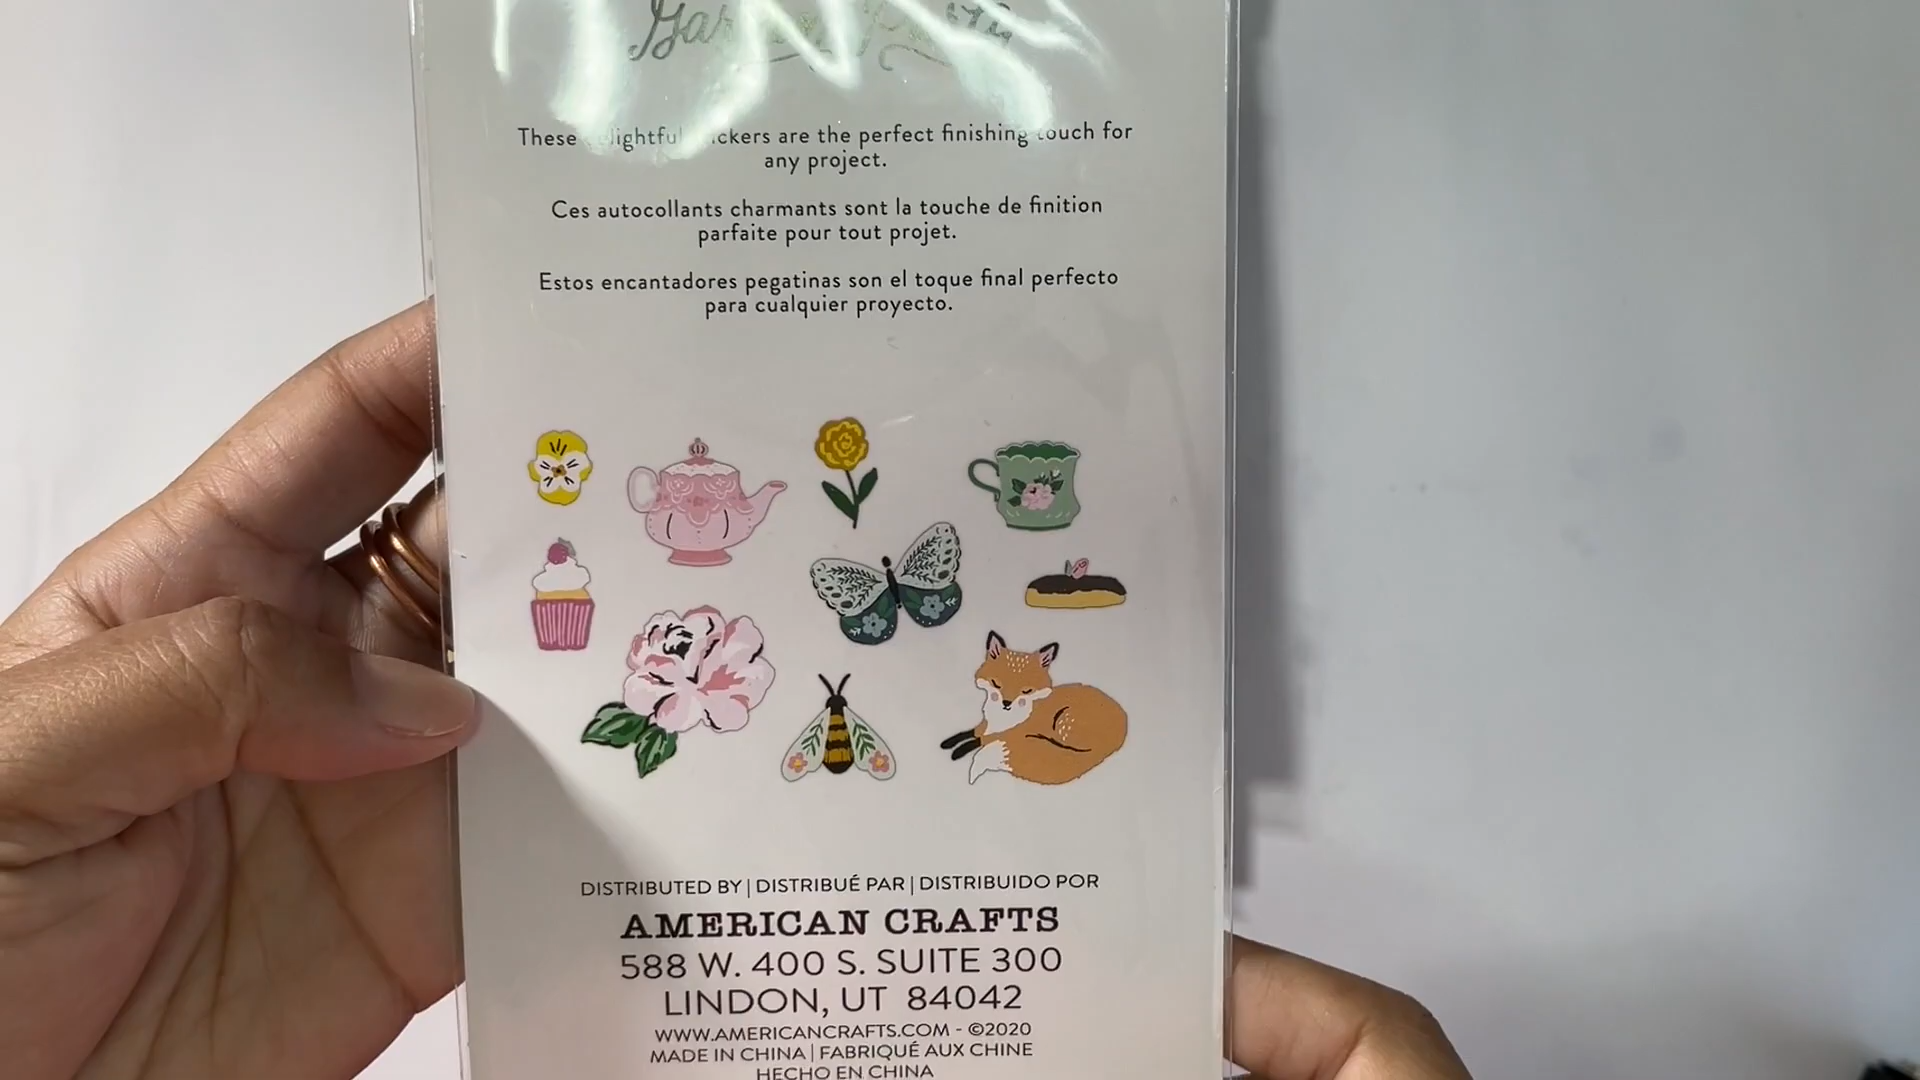 These are the perfect finishing touch for
any project.
Ces autocollants charmants sont la touche de finition
parfaite pour tout projet.
Estos encantadores pegatinas son el toque final perfecto
para cualquier proyecto.
DISTRIBUTED BY | DISTRIBUÉ PAR | DISTRIBUIDO POR
AMERICAN CRAFTS
588 W. 400 S. SUITE 300
LINDON, UT 84042
WWW.AMERICANCRAFTS.COM - ©2020
MADE IN CHINA | FABRIQUÉ AUX CHINE
HECHO EN CHINA